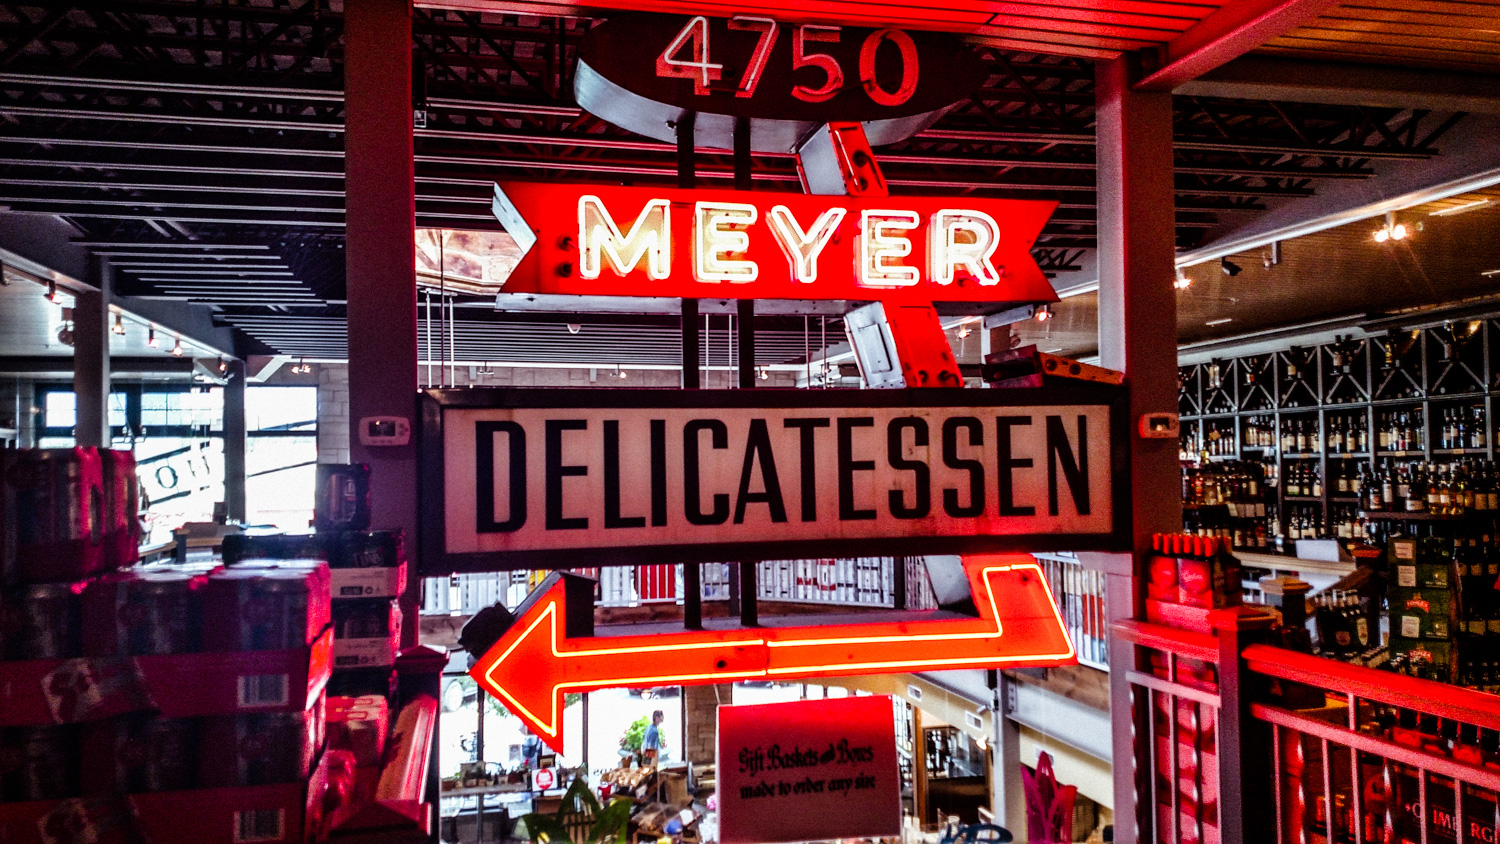 4750
MEYER
DELICATESSEN
Gift Baskets and Boxes
made to order any size